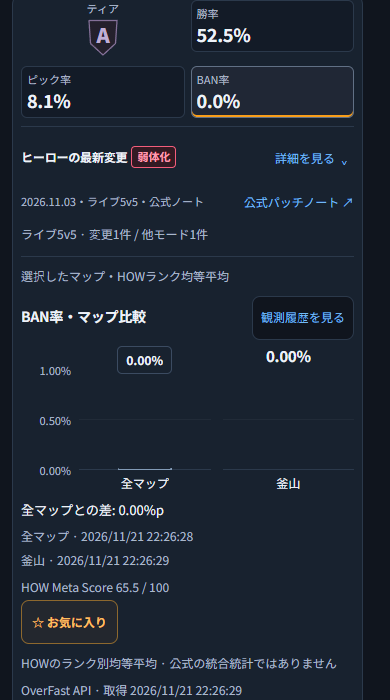 ティア
A
勝率
52.5%
ピック率
8.1%
BAN率
0.0%
ヒーローの最新変更 弱体化 詳細を見る ⌄
2026.11.03・ライブ5v5・公式ノート 公式パッチノート ↗
ライブ5v5 · 変更1件 / 他モード1件
選択したマップ・HOWランク均等平均
BAN率・マップ比較 観測履歴を見る
0.00% 0.00%
1.00%
0.50%
0.00%
全マップ 釜山
全マップとの差: 0.00%p
全マップ · 2026/11/21 22:26:28
釜山 · 2026/11/21 22:26:29
HOW Meta Score 65.5 / 100
☆ お気に入り
HOWのランク別均等平均 · 公式の統合統計ではありません
OverFast API · 取得 2026/11/21 22:26:29